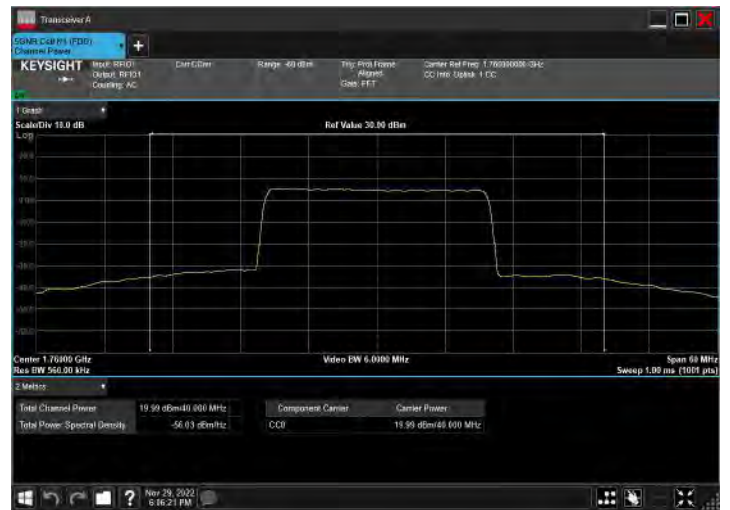 Transceiver A
5GNR Cell N1 (FDD)
Channel Power
KEYSIGHT
Input: RFIO1
Output: RFIO1
Coupling: AC
Corr CCorr
Range: -60 dBm
Trig: Prot Frame
Aligned
Gate: FFT
Carrier Ref Freq: 1.760000000 GHz
CC Info: Uplink, 1 CC
1 Graph
Scale/Div 10.0 dB
Ref Value 30.00 dBm
Log
Center 1.76000 GHz
Video BW 6.0000 MHz
Span 60 MHz
Res BW 560.00 kHz
Sweep 1.00 ms (1001 pts)
2 Metrics
Total Channel Power
19.99 dBm/40.000 MHz
Total Power Spectral Density
-56.03 dBm/Hz
Component Carrier
Carrier Power
CC0
19.99 dBm/40.000 MHz
Nov 29, 2022
6:06:21 PM